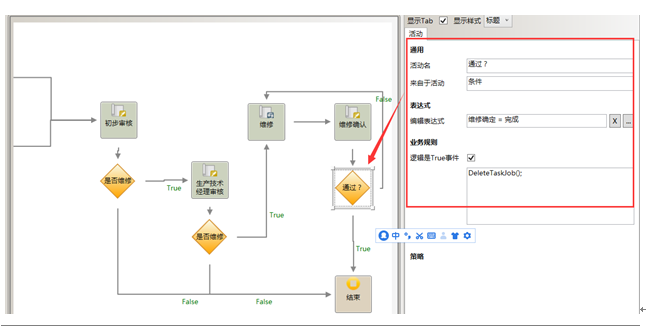 显示Tab 显示样式 标题
活动
通用
活动名 通过？
来自于活动 条件
表达式
编辑表达式 维修确定 = 完成 X ...
业务规则
逻辑是True事件
DeleteTaskJob();
策略
初步审核
是否维修
True
生产技术
经理审核
是否维修
True
False
False
维修
维修确认
False
通过？
True
结束
中